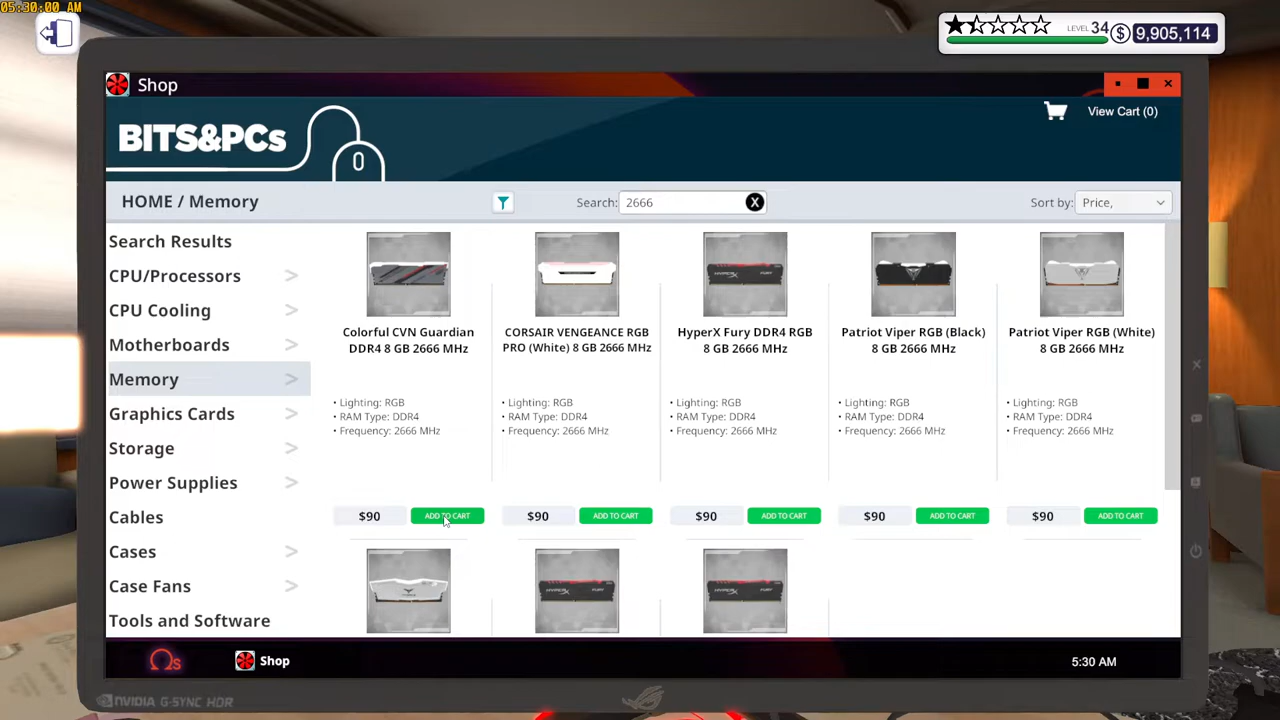 05:30:00 AM
LEVEL 34 $ 9,905,114
Shop
BITS&PCs
View Cart (0)
HOME / Memory
Search: 2666 X
Sort by: Price,
Search Results
CPU/Processors
CPU Cooling
Motherboards
Memory
Graphics Cards
Storage
Power Supplies
Cables
Cases
Case Fans
Tools and Software
Colorful CVN Guardian
DDR4 8 GB 2666 MHz
• Lighting: RGB
• RAM Type: DDR4
• Frequency: 2666 MHz
$90 ADD TO CART
CORSAIR VENGEANCE RGB
PRO (White) 8 GB 2666 MHz
• Lighting: RGB
• RAM Type: DDR4
• Frequency: 2666 MHz
$90 ADD TO CART
HyperX Fury DDR4 RGB
8 GB 2666 MHz
• Lighting: RGB
• RAM Type: DDR4
• Frequency: 2666 MHz
$90 ADD TO CART
Patriot Viper RGB (Black)
8 GB 2666 MHz
• Lighting: RGB
• RAM Type: DDR4
• Frequency: 2666 MHz
$90 ADD TO CART
Patriot Viper RGB (White)
8 GB 2666 MHz
• Lighting: RGB
• RAM Type: DDR4
• Frequency: 2666 MHz
$90 ADD TO CART
Ωs Shop 5:30 AM
NVIDIA G-SYNC HDR